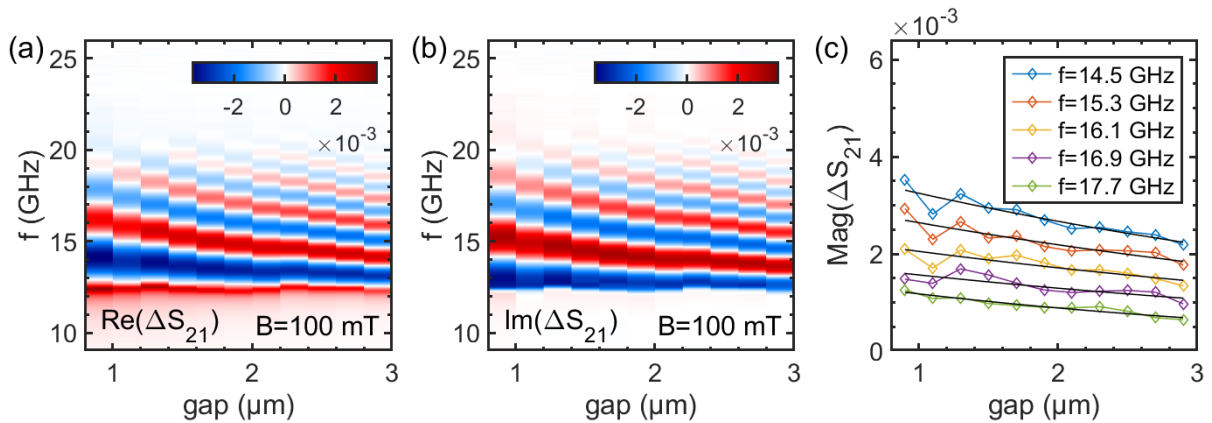 (a)
25
20
15
10
f (GHz)
-2 0 2
×10-3
Re(ΔS21) B=100 mT
1 2 3
gap (µm)
(b)
25
20
15
10
f (GHz)
-2 0 2
×10-3
Im(ΔS21) B=100 mT
1 2 3
gap (µm)
(c)
×10-3
6
4
2
0
Mag(ΔS21)
f=14.5 GHz
f=15.3 GHz
f=16.1 GHz
f=16.9 GHz
f=17.7 GHz
1 2 3
gap (µm)